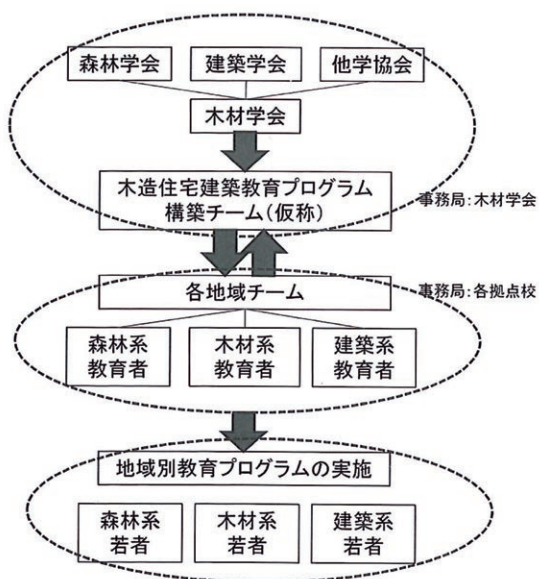 森林学会 建築学会 他学協会
木材学会
木造住宅建築教育プログラム
構築チーム(仮称)
事務局:木材学会
各地域チーム
事務局:各拠点校
森林系 木材系 建築系
教育者 教育者 教育者
地域別教育プログラムの実施
森林系 木材系 建築系
若者 若者 若者